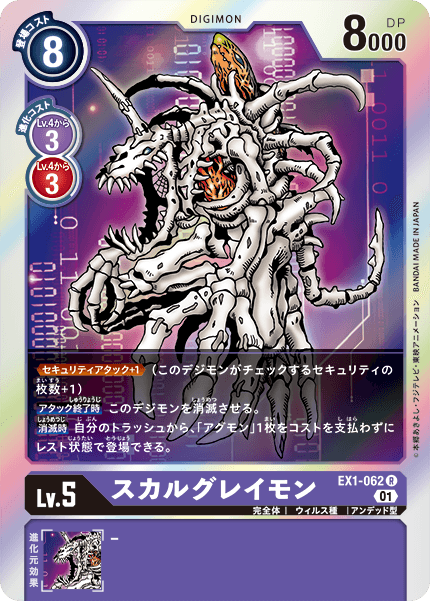 登場コスト
8
DIGIMON
DP
8000
進化コスト
Lv.4から
3
Lv.4から
3
BANDAI MADE IN JAPAN
©本郷あきよし・フジテレビ・東映アニメーション
セキュリティアタック+1 (このデジモンがチェックするセキュリティの
枚数+1)
アタック終了時 このデジモンを消滅させる。
消滅時 自分のトラッシュから、「アグモン」1枚をコストを支払わずに
レスト状態で登場できる。
Lv.5
スカルグレイモン
EX1-062 R
01
完全体 | ウィルス種 | アンデッド型
進化元効果
-